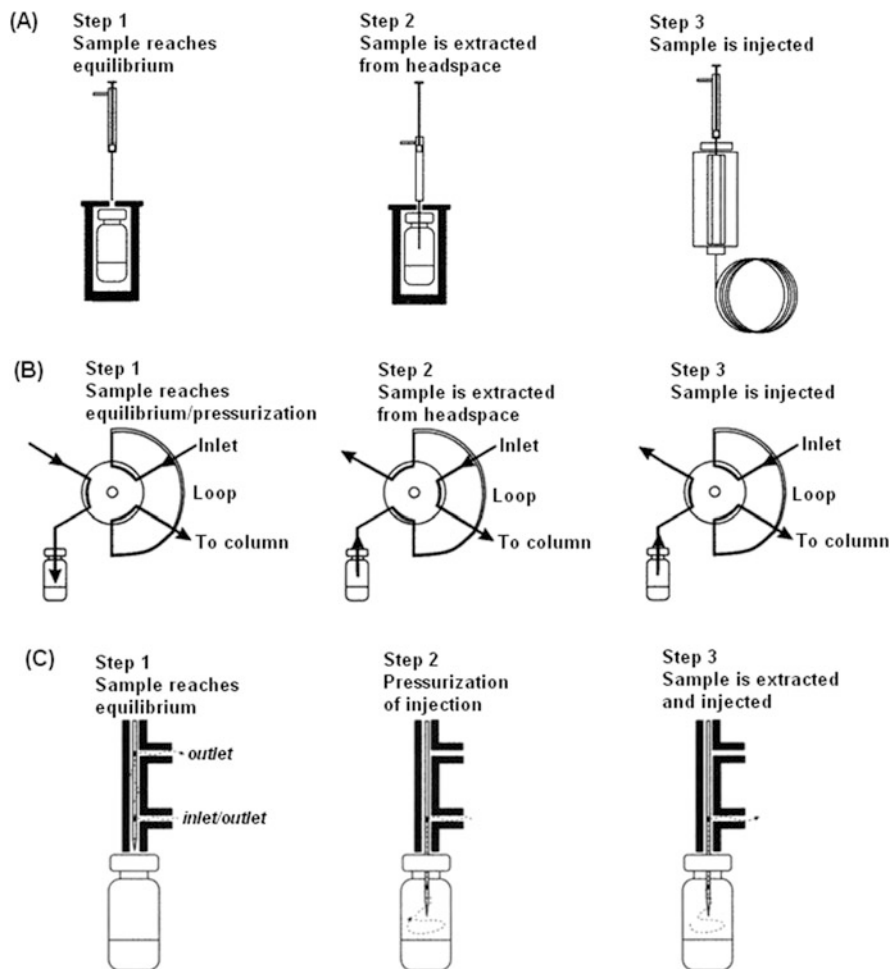 (A)
Step 1
Sample reaches
equilibrium
Step 2
Sample is extracted
from headspace
Step 3
Sample is injected
(B)
Step 1
Sample reaches
equilibrium/pressurization
Inlet
Loop
To column
Step 2
Sample is extracted
from headspace
Inlet
Loop
To column
Step 3
Sample is injected
Inlet
Loop
To column
(C)
Step 1
Sample reaches
equilibrium
outlet
inlet/outlet
Step 2
Pressurization
of injection
Step 3
Sample is extracted
and injected